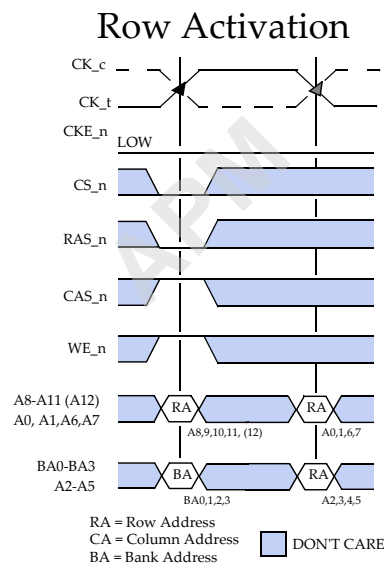 Row Activation
CK_c
CK_t
CKE_n
LOW
CS_n
RAS_n
CAS_n
WE_n
A8-A11 (A12)
A0, A1,A6,A7
RA
RA
A8,9,10,11, (12)
A0,1,6,7
BA0-BA3
A2-A5
BA
RA
BA0,1,2,3
A2,3,4,5
RA = Row Address
CA = Column Address
BA = Bank Address
DON'T CARE
APM